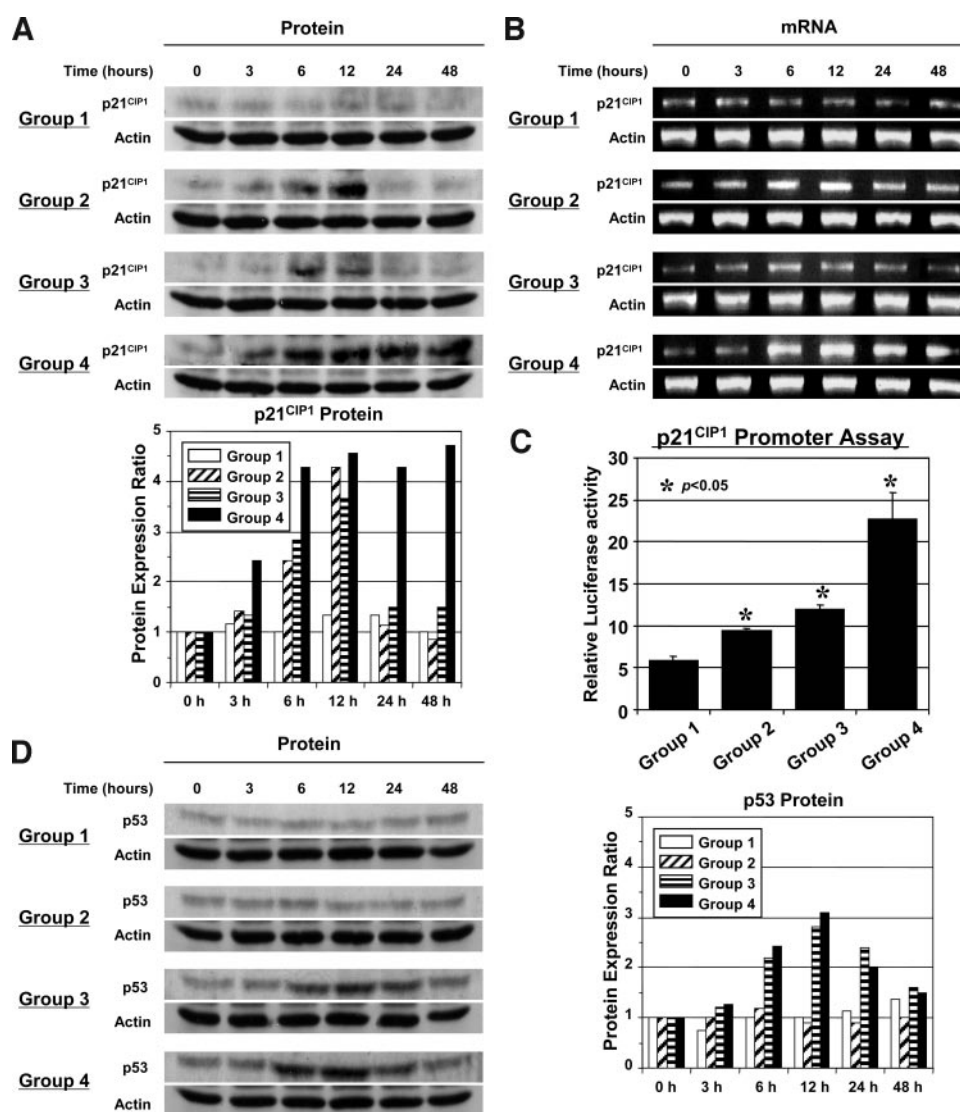 A
Protein
Time (hours) 0 3 6 12 24 48
Group 1
p21CIP1
Actin
Group 2
p21CIP1
Actin
Group 3
p21CIP1
Actin
Group 4
p21CIP1
Actin
p21CIP1 Protein
Protein Expression Ratio
5
4
3
2
1
0
Group 1
Group 2
Group 3
Group 4
0 h 3 h 6 h 12 h 24 h 48 h
B
mRNA
Time (hours) 0 3 6 12 24 48
Group 1
p21CIP1
Actin
Group 2
p21CIP1
Actin
Group 3
p21CIP1
Actin
Group 4
p21CIP1
Actin
C
p21CIP1 Promoter Assay
Relative Luciferase activity
30
25
20
15
10
5
0
* p<0.05
*
*
*
Group 1 Group 2 Group 3 Group 4
D
Protein
Time (hours) 0 3 6 12 24 48
Group 1
p53
Actin
Group 2
p53
Actin
Group 3
p53
Actin
Group 4
p53
Actin
p53 Protein
Protein Expression Ratio
5
4
3
2
1
0
Group 1
Group 2
Group 3
Group 4
0 h 3 h 6 h 12 h 24 h 48 h